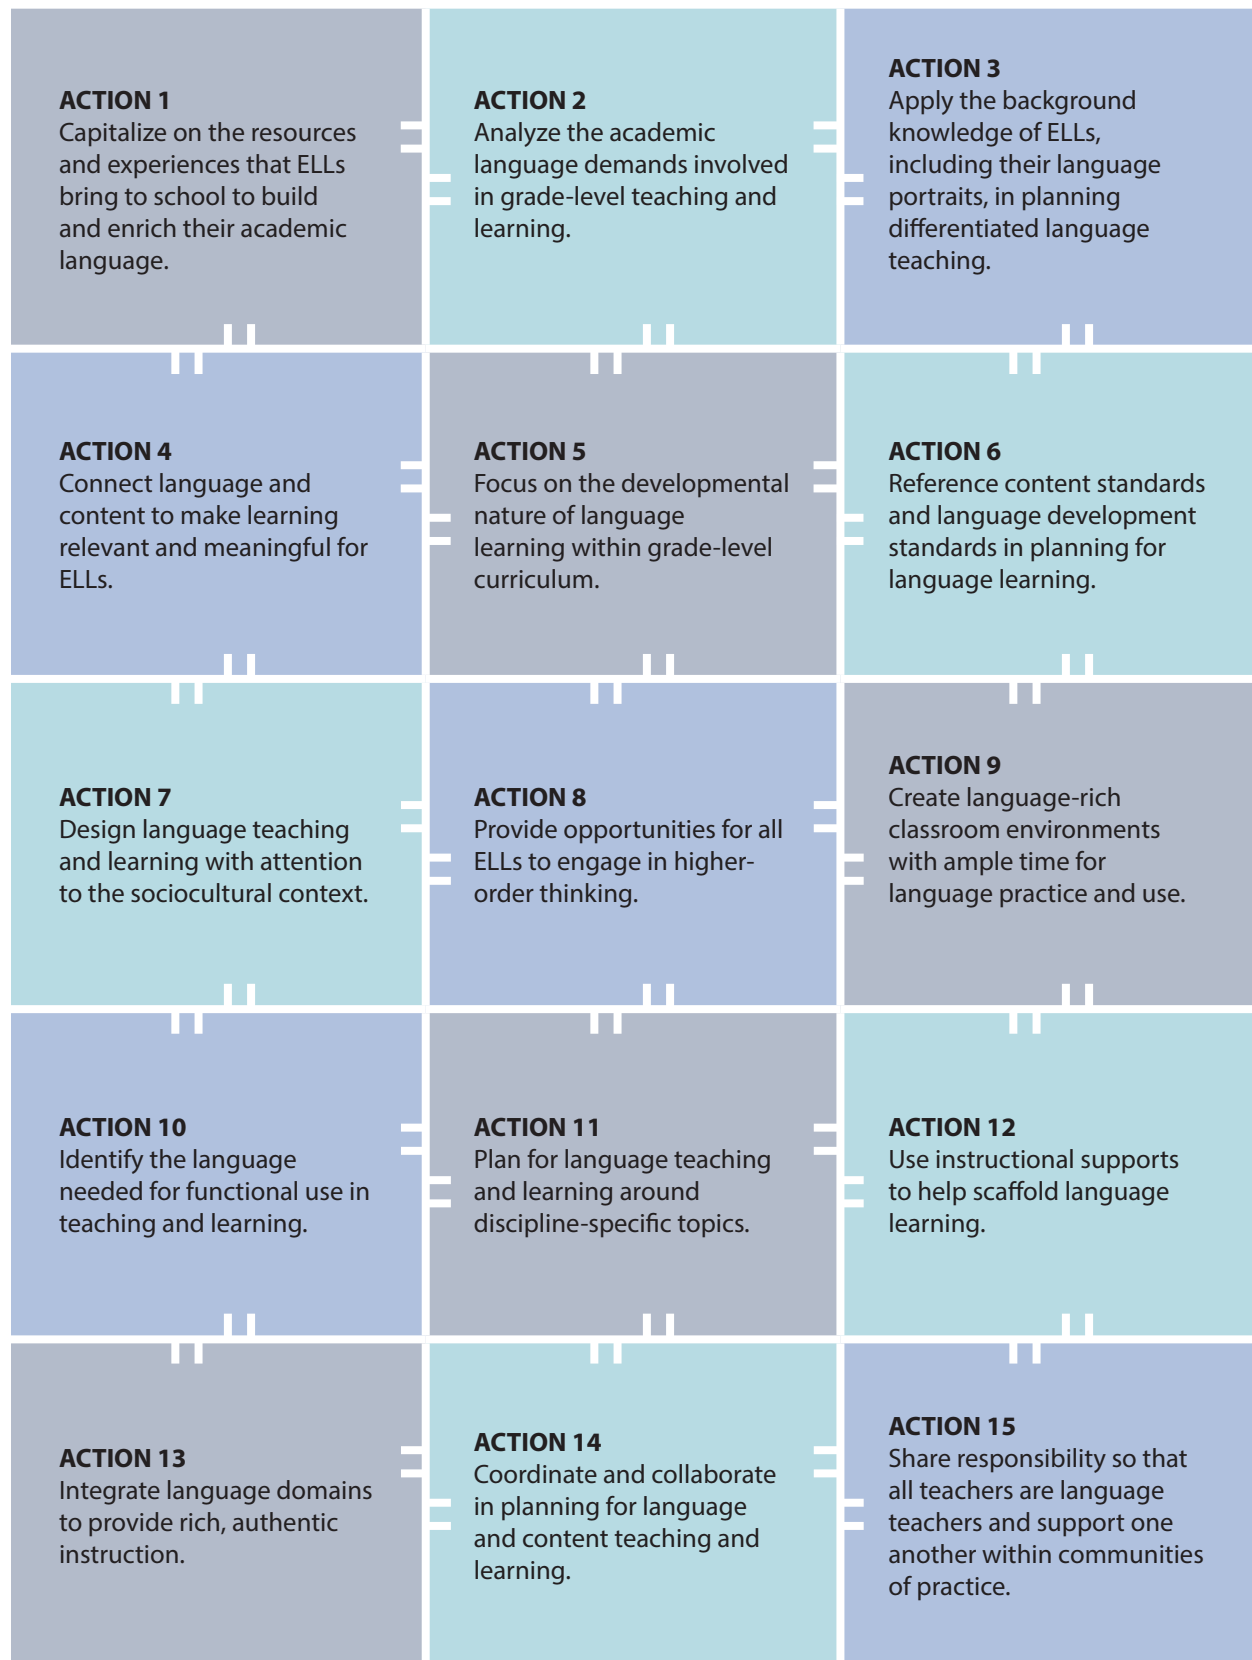 ACTION 1
Capitalize on the resources
and experiences that ELLs
bring to school to build
and enrich their academic
language.
ACTION 2
Analyze the academic
language demands involved
in grade-level teaching and
learning.
ACTION 3
Apply the background
knowledge of ELLs,
including their language
portraits, in planning
differentiated language
teaching.
ACTION 4
Connect language and
content to make learning
relevant and meaningful for
ELLs.
ACTION 5
Focus on the developmental
nature of language
learning within grade-level
curriculum.
ACTION 6
Reference content standards
and language development
standards in planning for
language learning.
ACTION 7
Design language teaching
and learning with attention
to the sociocultural context.
ACTION 8
Provide opportunities for all
ELLs to engage in higher-
order thinking.
ACTION 9
Create language-rich
classroom environments
with ample time for
language practice and use.
ACTION 10
Identify the language
needed for functional use in
teaching and learning.
ACTION 11
Plan for language teaching
and learning around
discipline-specific topics.
ACTION 12
Use instructional supports
to help scaffold language
learning.
ACTION 13
Integrate language domains
to provide rich, authentic
instruction.
ACTION 14
Coordinate and collaborate
in planning for language
and content teaching and
learning.
ACTION 15
Share responsibility so that
all teachers are language
teachers and support one
another within communities
of practice.